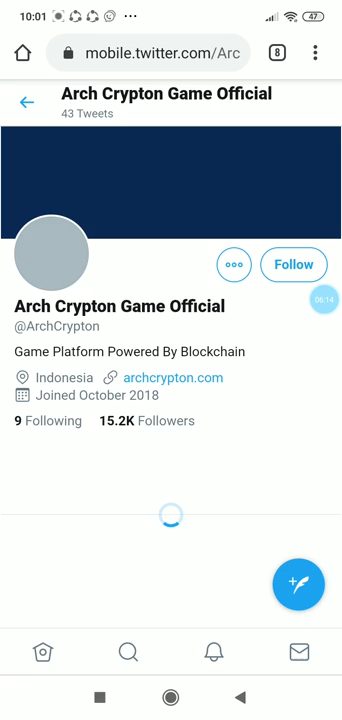 10:01
47
mobile.twitter.com/Arc
8
Arch Crypton Game Official
43 Tweets
Follow
06:14
Arch Crypton Game Official
@ArchCrypton
Game Platform Powered By Blockchain
Indonesia archcrypton.com
Joined October 2018
9 Following 15.2K Followers